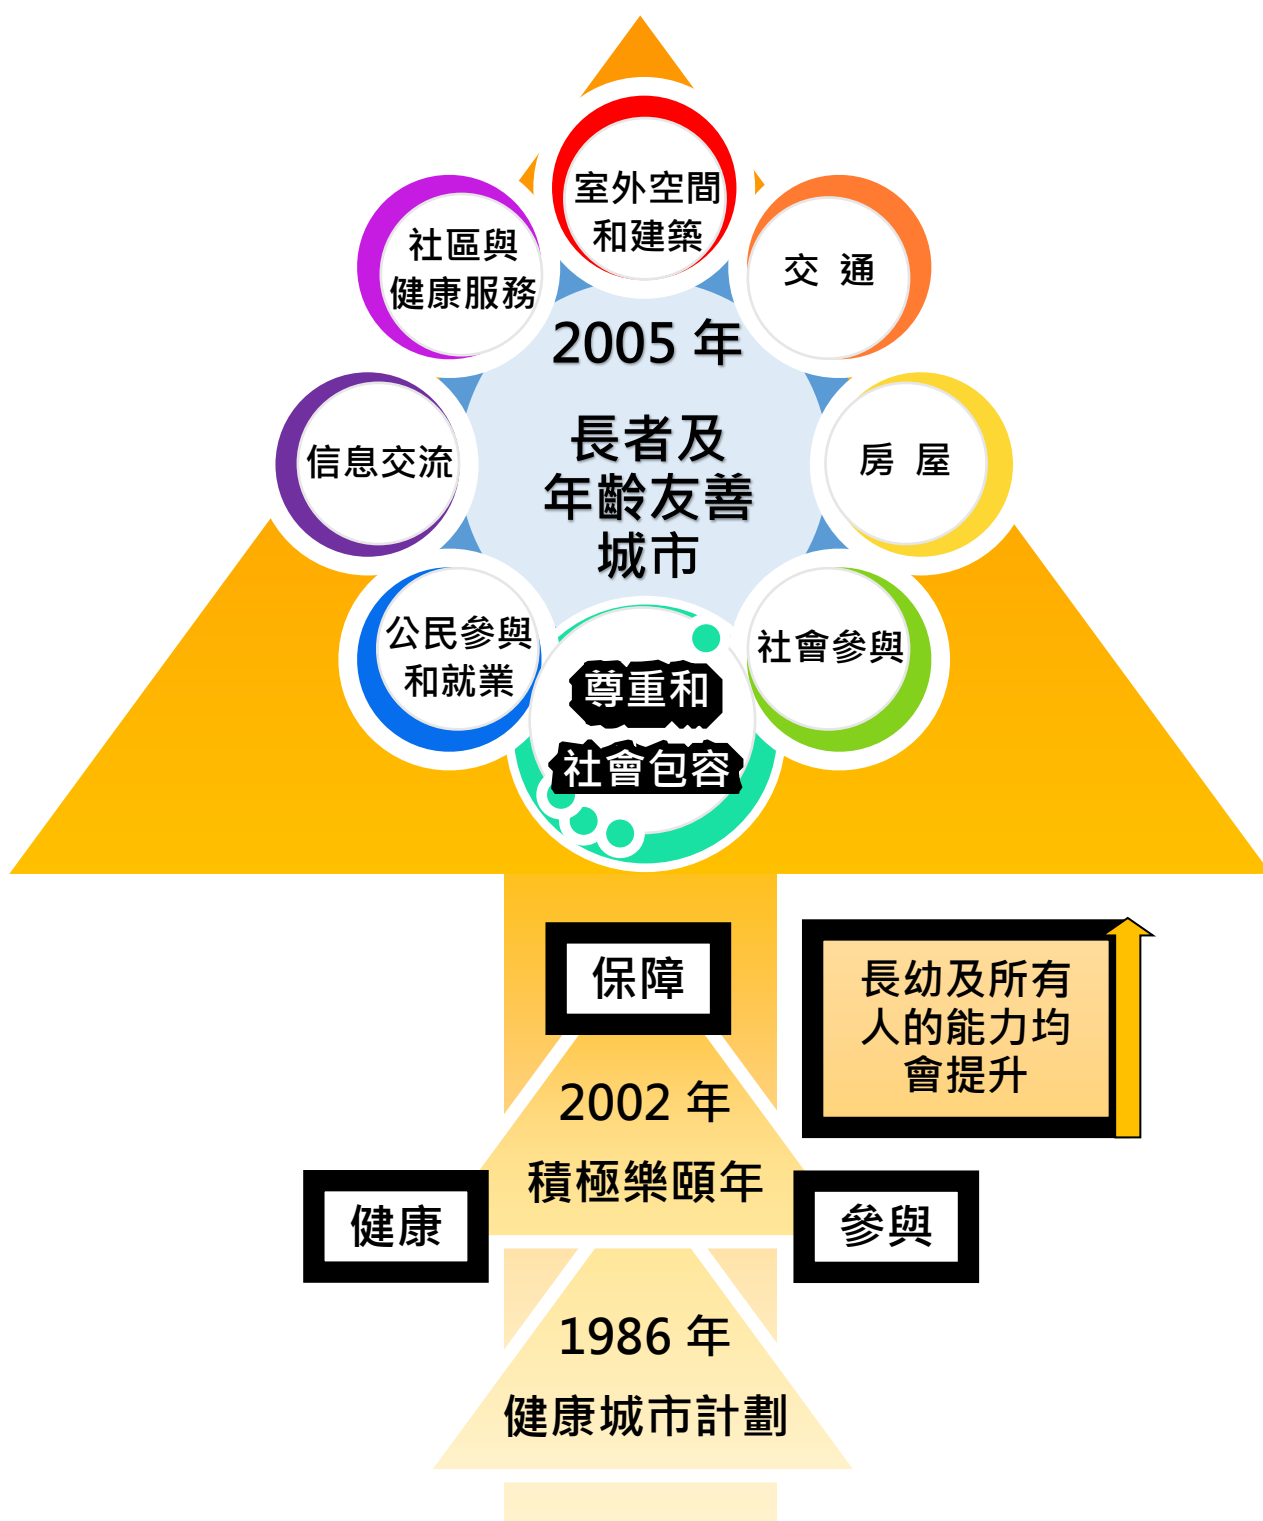 室外空間
和建築
社區與
健康服務
交 通
2005 年
長者及
年齡友善
城市
信息交流
房 屋
公民參與
和就業
社會參與
尊重和
社會包容
保障
長幼及所有
人的能力均
會提升
2002 年
積極樂頤年
健康
參與
1986 年
健康城市計劃